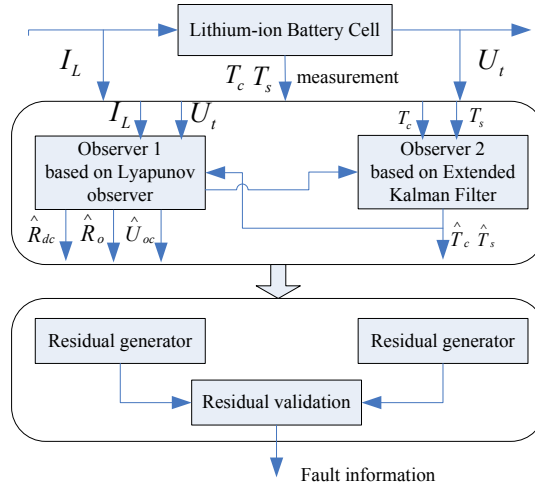 Lithium-ion Battery Cell
I_L
T_c T_s measurement
U_t
I_L U_t
T_c T_s
Observer 1
based on Lyapunov
observer
Observer 2
based on Extended
Kalman Filter
R̂_dc R̂_o Û_oc
T̂_c T̂_s
Residual generator
Residual generator
Residual validation
Fault information